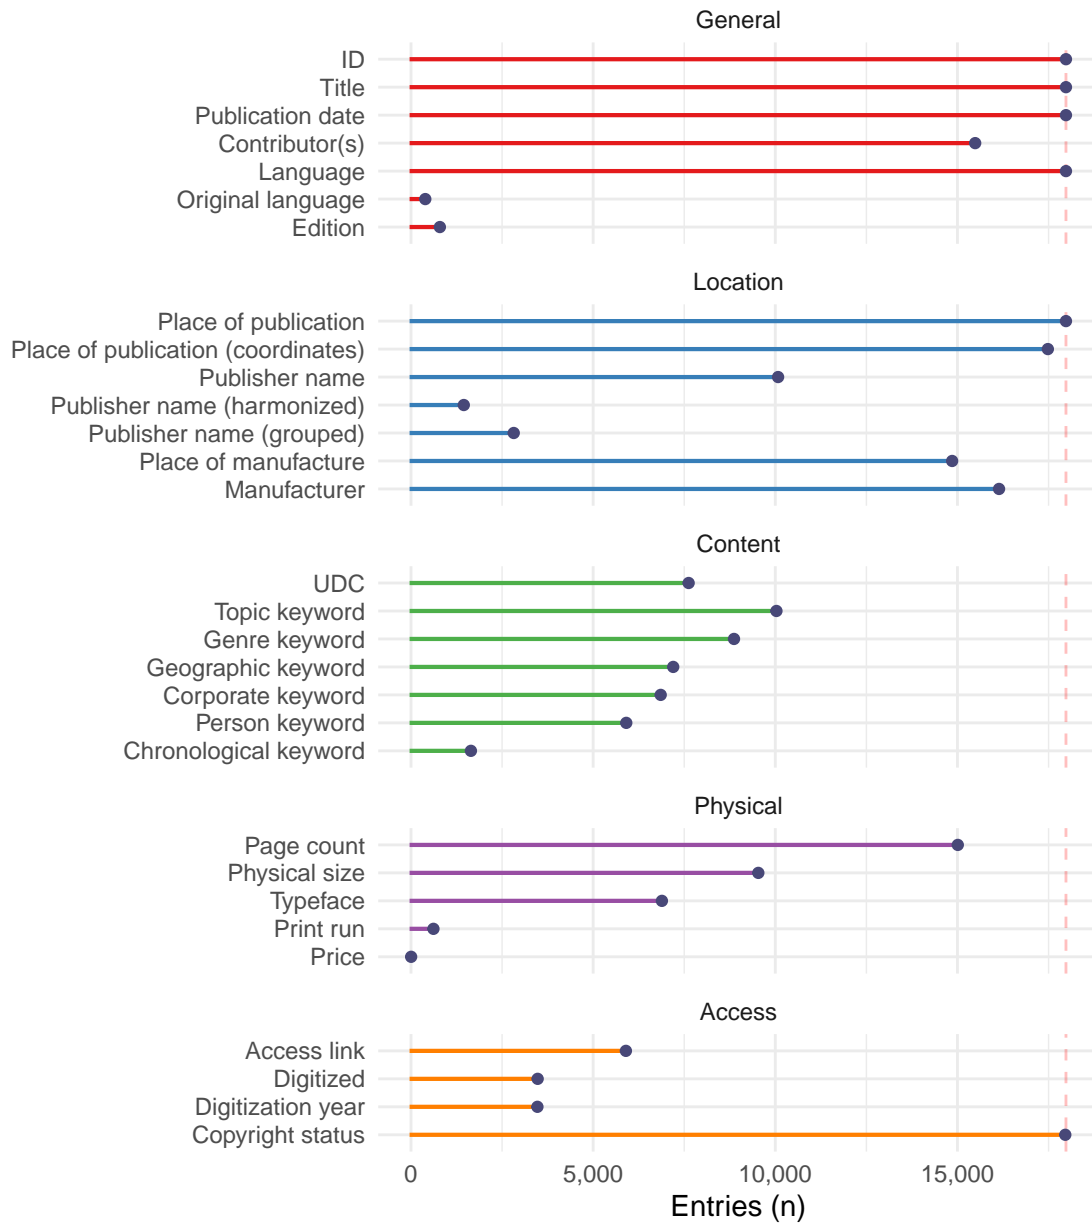 General
ID
Title
Publication date
Contributor(s)
Language
Original language
Edition
Location
Place of publication
Place of publication (coordinates)
Publisher name
Publisher name (harmonized)
Publisher name (grouped)
Place of manufacture
Manufacturer
Content
UDC
Topic keyword
Genre keyword
Geographic keyword
Corporate keyword
Person keyword
Chronological keyword
Physical
Page count
Physical size
Typeface
Print run
Price
Access
Access link
Digitized
Digitization year
Copyright status
0 5,000 10,000 15,000
Entries (n)